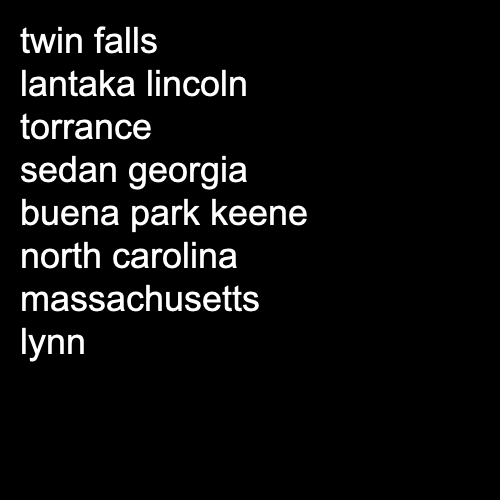 twin falls
lantaka lincoln
torrance
sedan georgia
buena park keene
north carolina
massachusetts
lynn